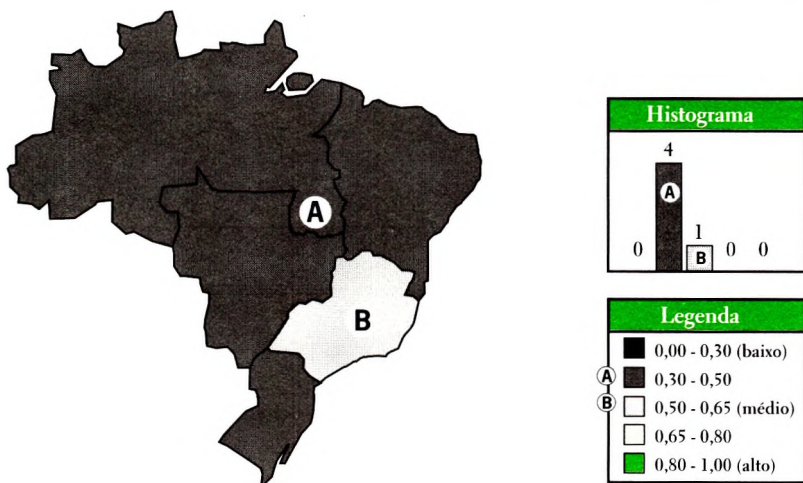 A
B
Histograma
4
A
1
0
B
0 0
Legenda
0,00 - 0,30 (baixo)
A 0,30 - 0,50
B 0,50 - 0,65 (médio)
0,65 - 0,80
0,80 - 1,00 (alto)